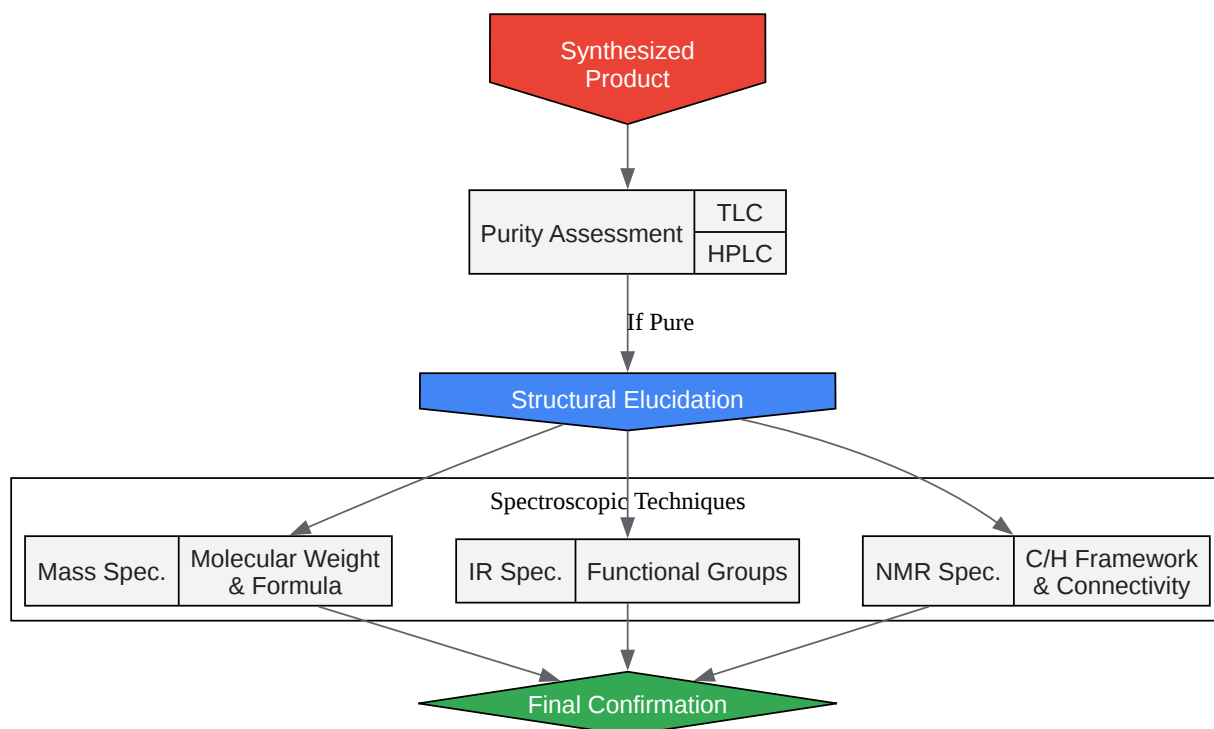 Synthesized
Product
Purity Assessment
TLC
HPLC
If Pure
Structural Elucidation
Spectroscopic Techniques
Mass Spec.
Molecular Weight
& Formula
IR Spec.
Functional Groups
NMR Spec.
C/H Framework
& Connectivity
Final Confirmation